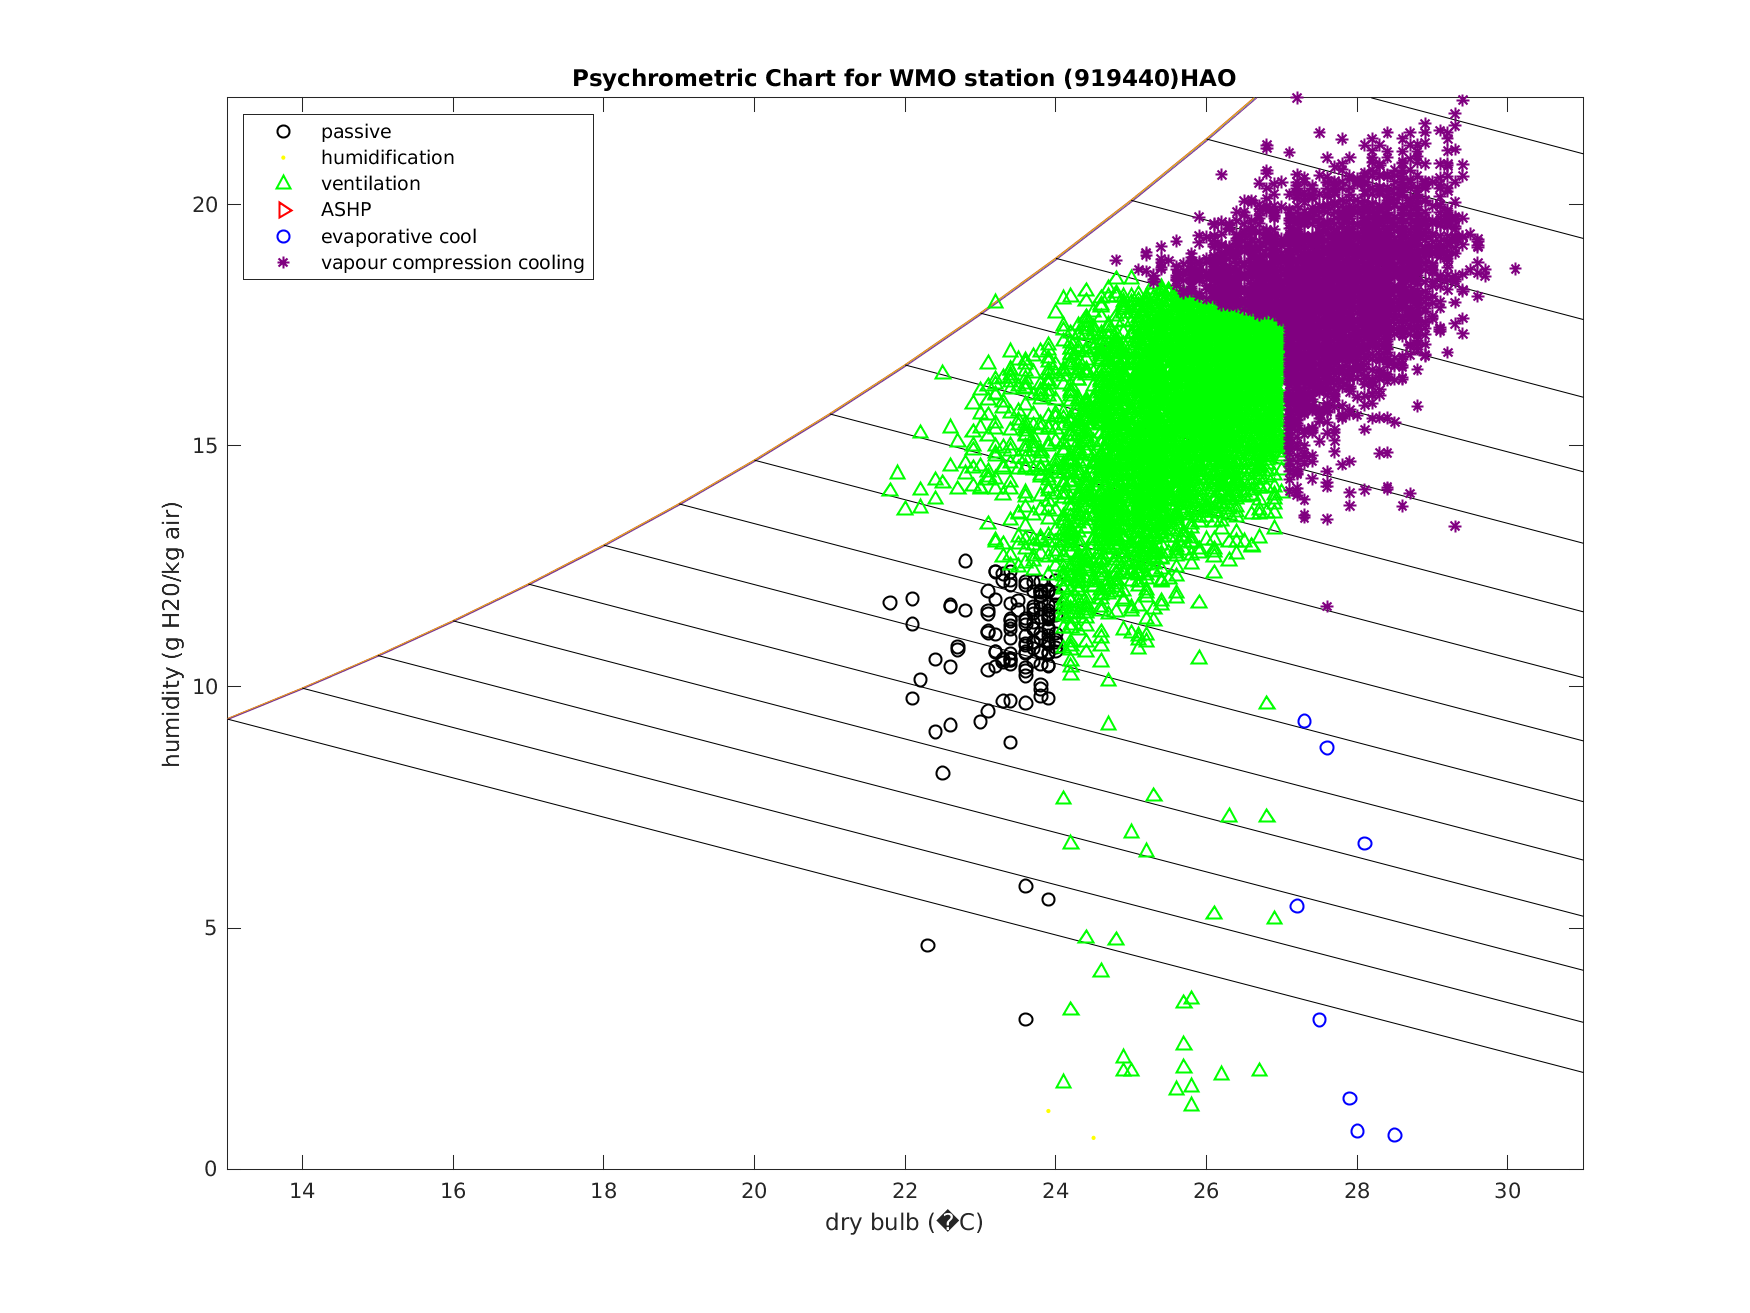 Psychrometric Chart for WMO station (919440)HAO
passive
humidification
ventilation
ASHP
evaporative cool
vapour compression cooling
humidity (g H20/kg air)
20
15
10
5
0
14 16 18 20 22 24 26 28 30
dry bulb (�C)